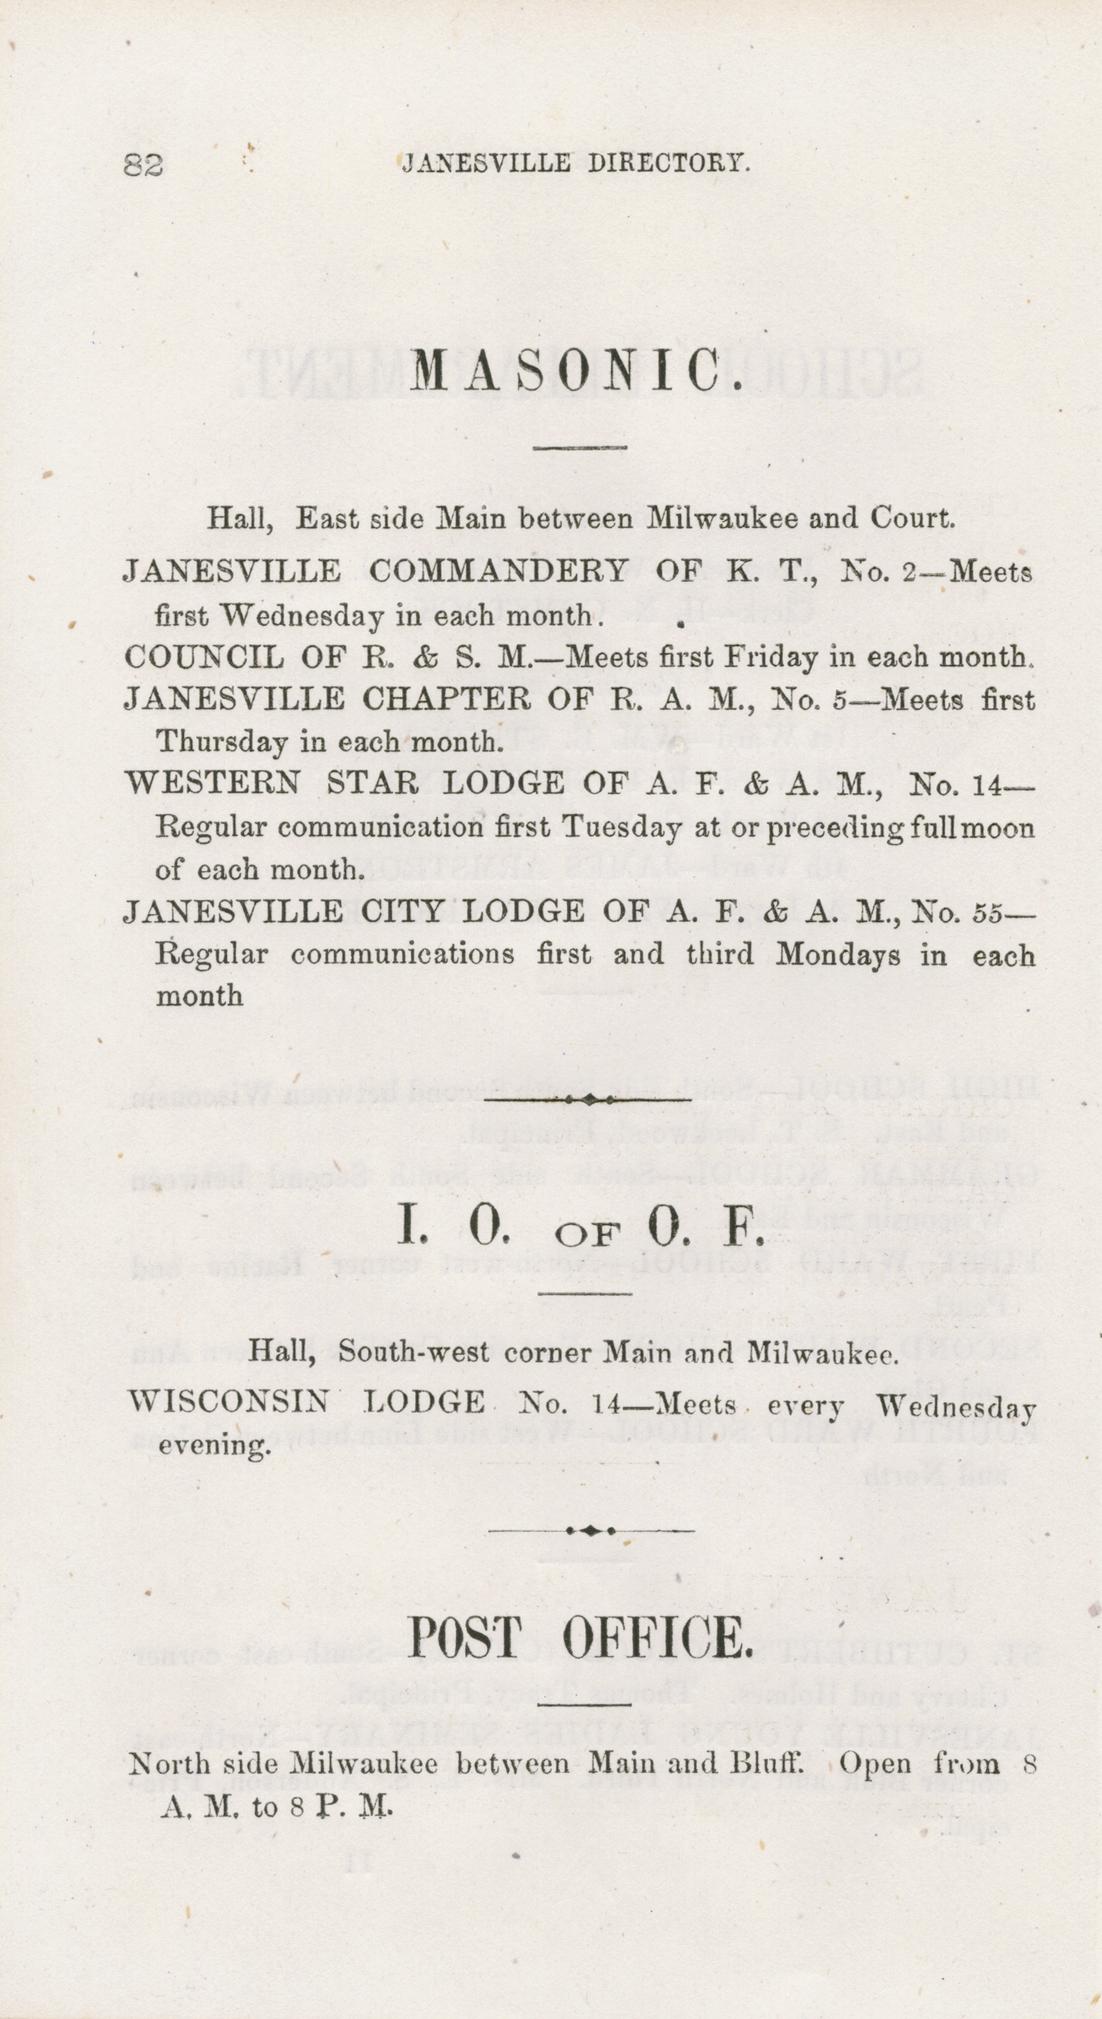 82 JANESVILLE DIRECTORY.
MASONIC.
Hall, East side Main between Milwaukee and Court.
JANESVILLE COMMANDERY OF K. T., No. 2—Meets
first Wednesday in each month.
COUNCIL OF R. & S. M.—Meets first Friday in each month.
JANESVILLE CHAPTER OF R. A. M., No. 5—Meets first
Thursday in each month.
WESTERN STAR LODGE OF A. F. & A. M., No. 14—
Regular communication first Tuesday at or preceding full moon
of each month.
JANESVILLE CITY LODGE OF A. F. & A. M., No. 55—
Regular communications first and third Mondays in each
month
I. O. OF O. F.
Hall, South-west corner Main and Milwaukee.
WISCONSIN LODGE No. 14—Meets every Wednesday
evening.
POST OFFICE.
North side Milwaukee between Main and Bluff. Open from 8
A. M. to 8 P. M.